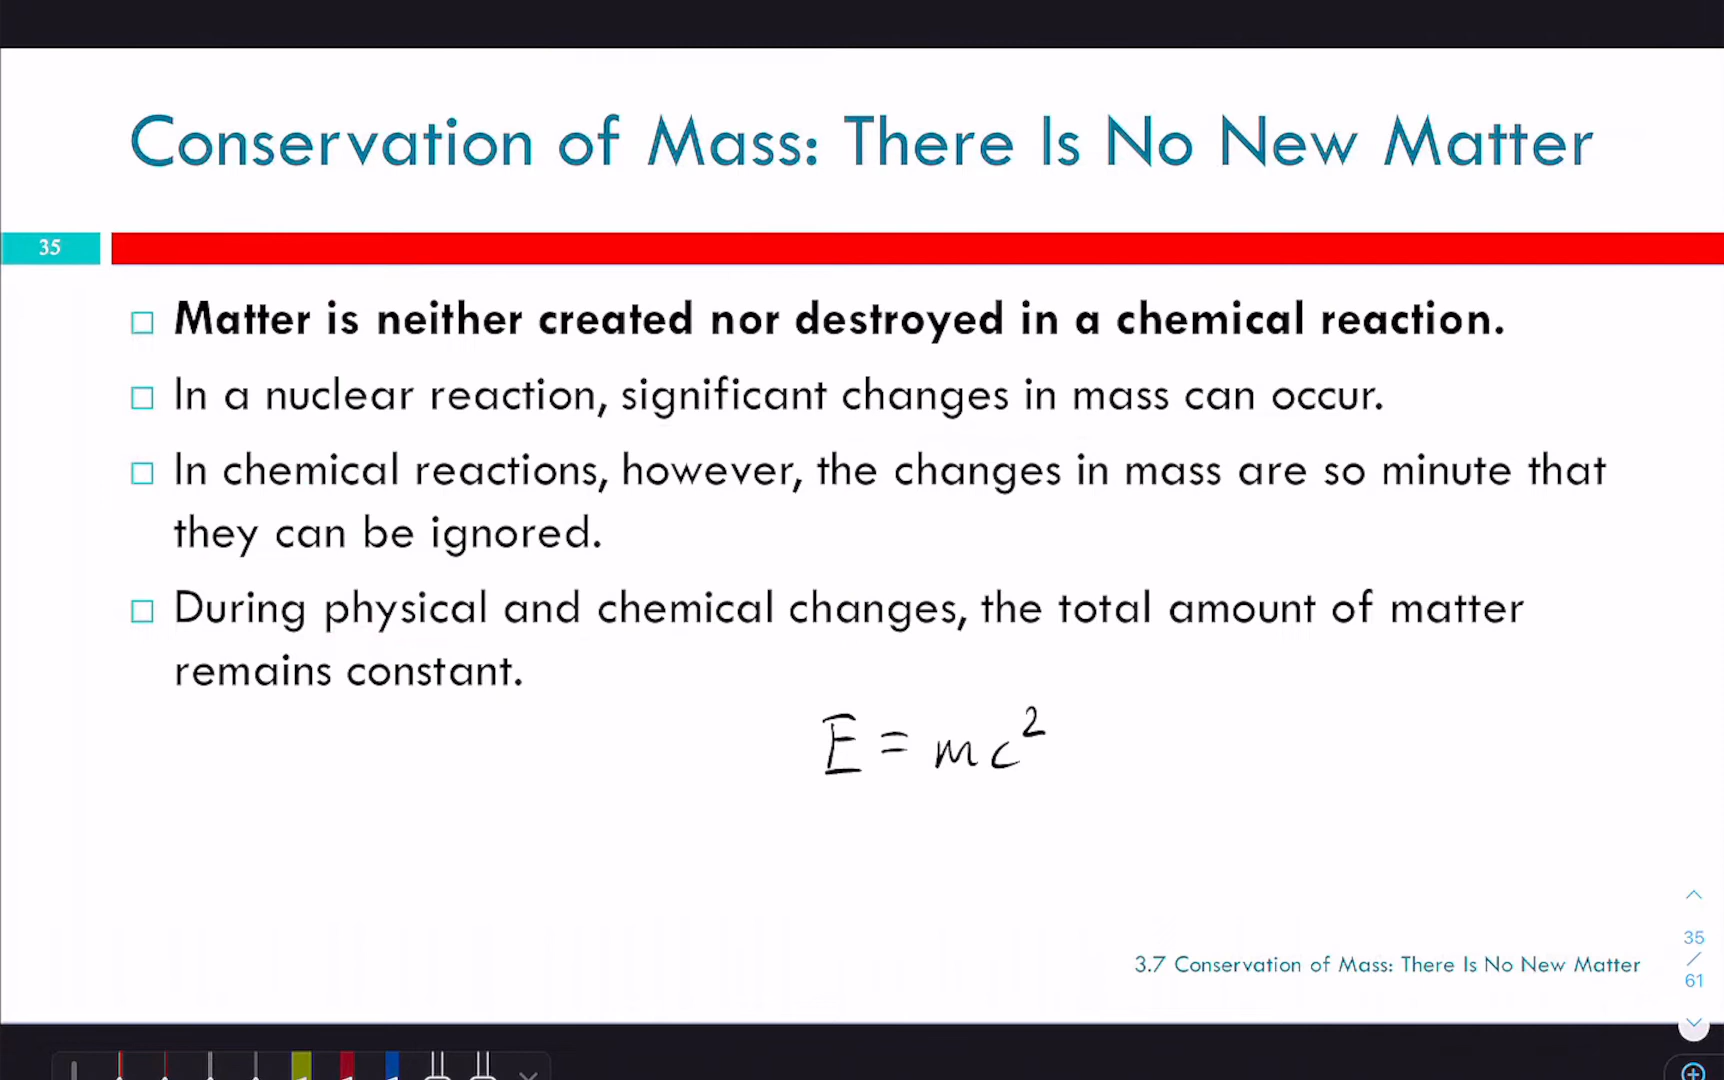 Conservation of Mass: There Is No New Matter
35
Matter is neither created nor destroyed in a chemical reaction.
In a nuclear reaction, significant changes in mass can occur.
In chemical reactions, however, the changes in mass are so minute that
they can be ignored.
During physical and chemical changes, the total amount of matter
remains constant.
E = mc²
3.7 Conservation of Mass: There Is No New Matter
35
/
61